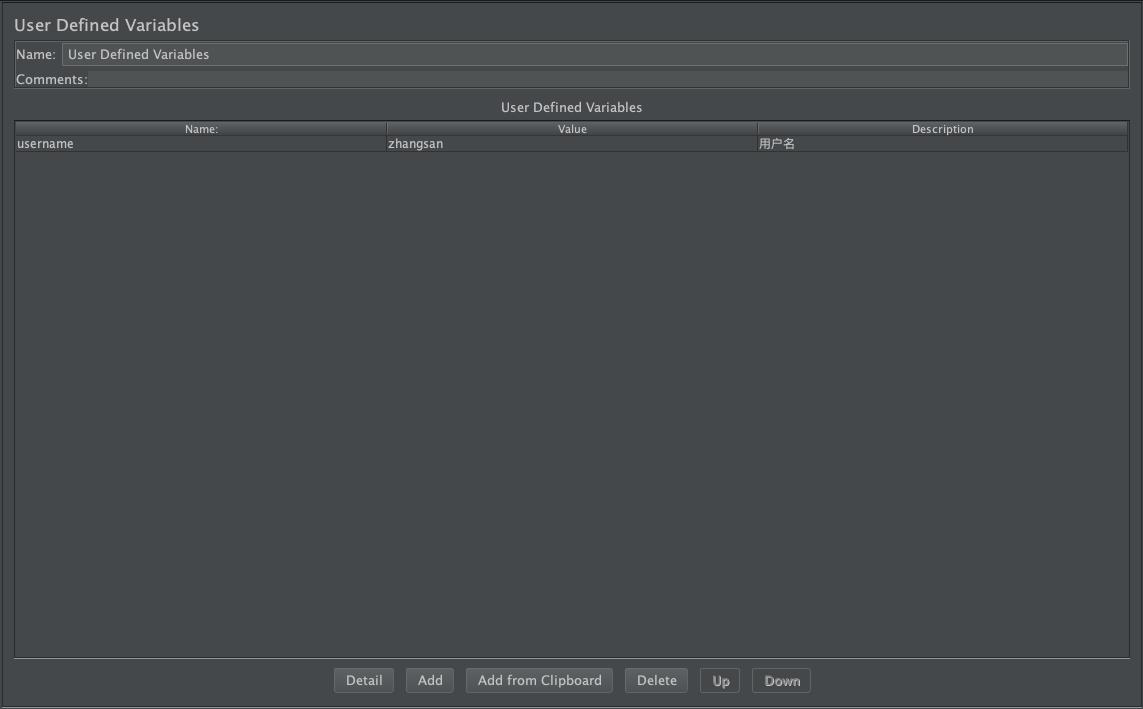 User Defined Variables
Name: User Defined Variables
Comments:
User Defined Variables
Name: Value Description
username zhangsan 用户名
Detail Add Add from Clipboard Delete Up Down